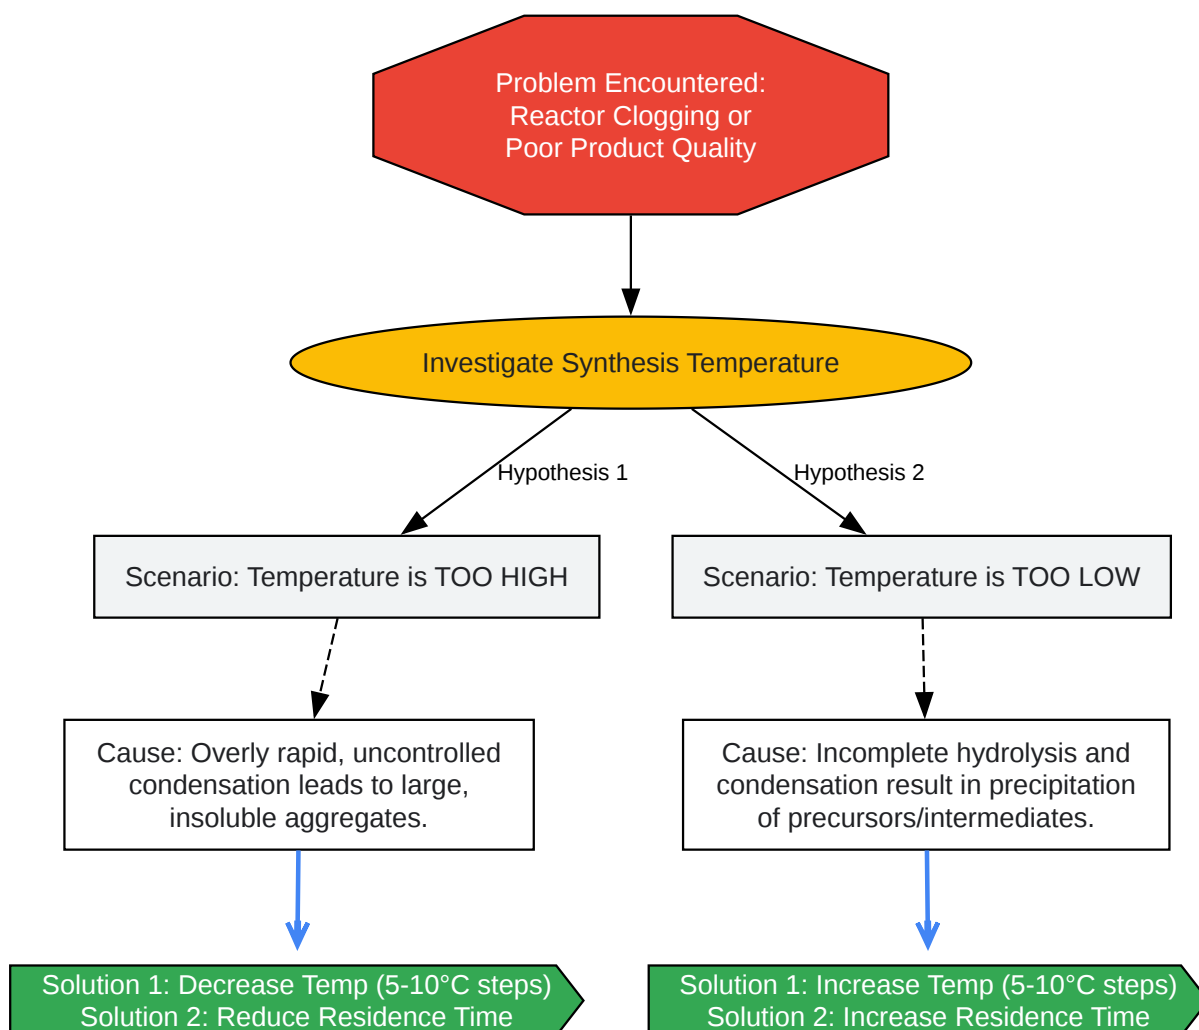 Problem Encountered:
Reactor Clogging or
Poor Product Quality
Investigate Synthesis Temperature
Hypothesis 1
Hypothesis 2
Scenario: Temperature is TOO HIGH
Scenario: Temperature is TOO LOW
Cause: Overly rapid, uncontrolled
condensation leads to large,
insoluble aggregates.
Cause: Incomplete hydrolysis and
condensation result in precipitation
of precursors/intermediates.
Solution 1: Decrease Temp (5-10°C steps)
Solution 2: Reduce Residence Time
Solution 1: Increase Temp (5-10°C steps)
Solution 2: Increase Residence Time